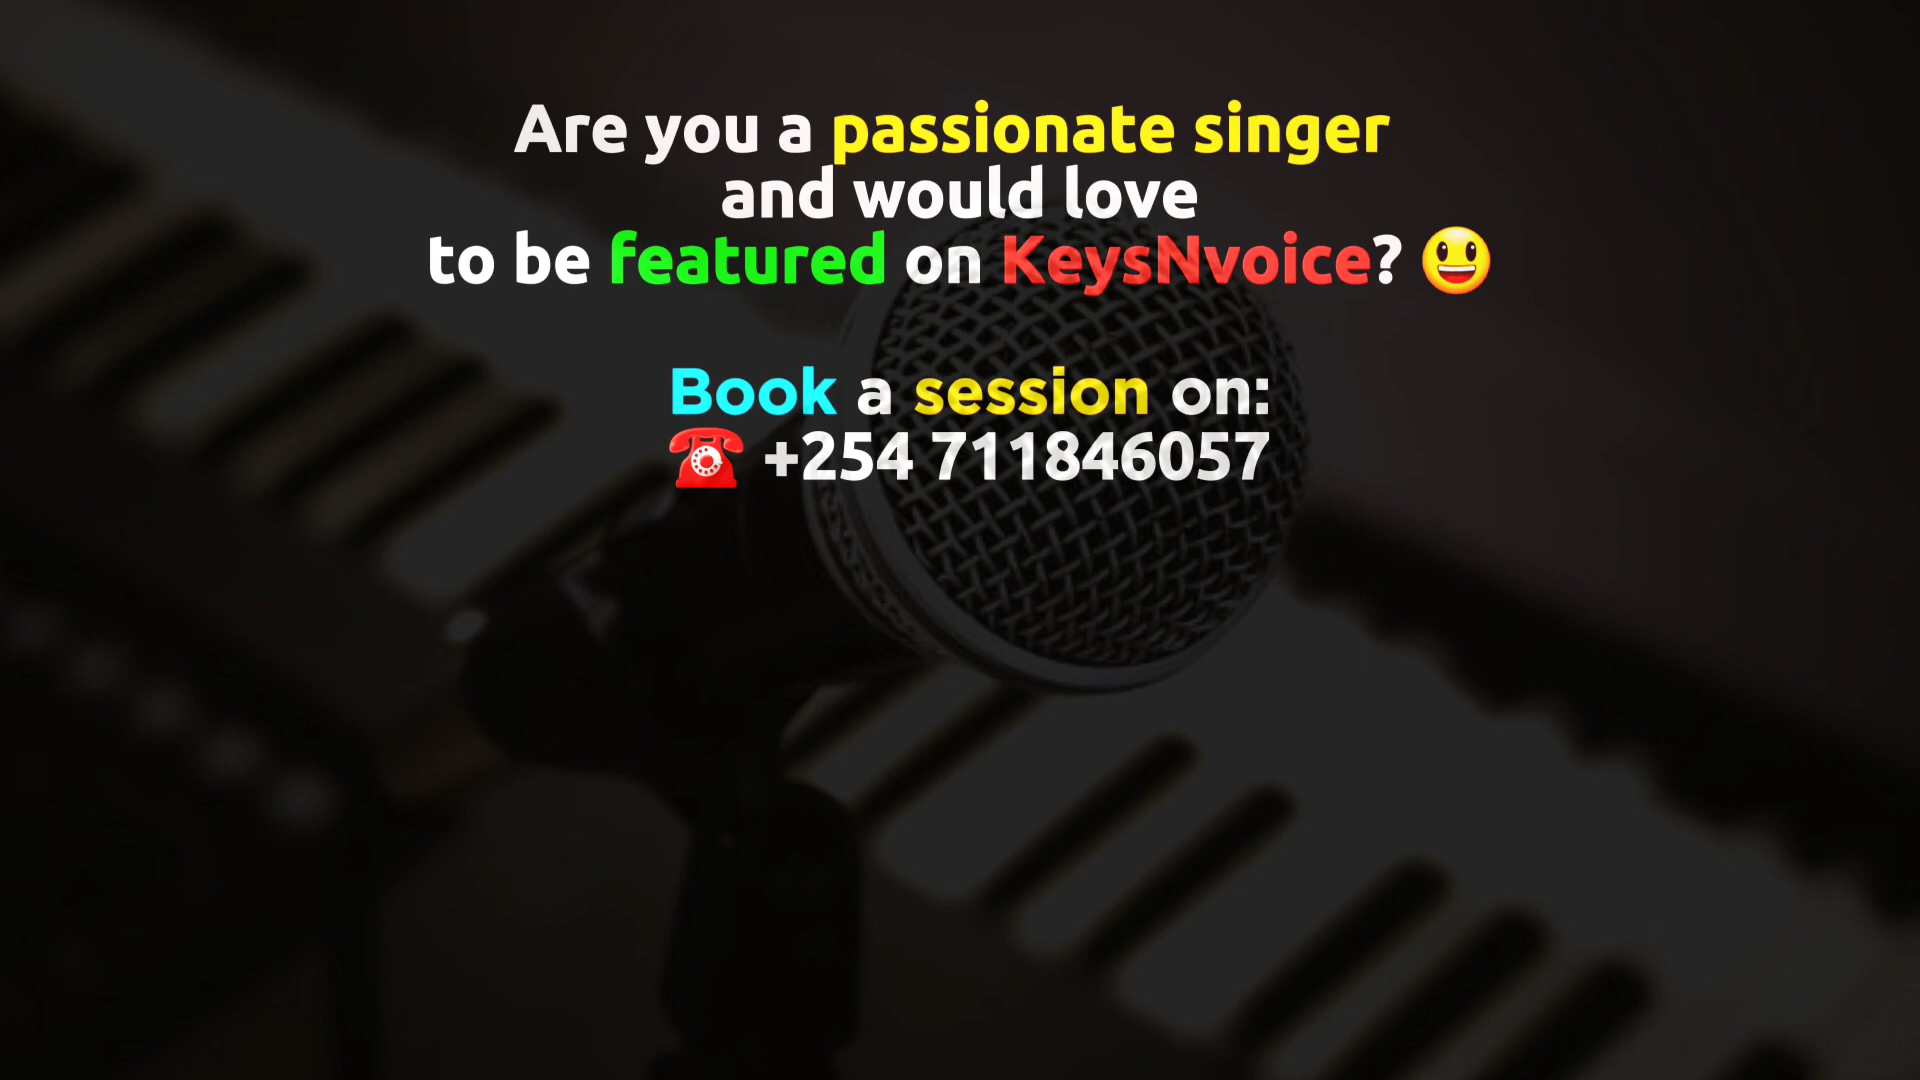 Are you a passionate singer
and would love
to be featured on KeysNvoice? 😃
Book a session on:
☎️ +254 711846057